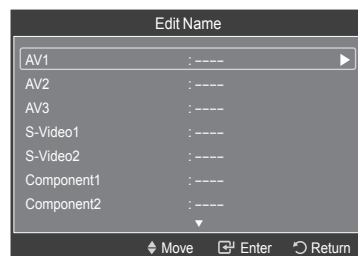 Edit Name
AV1 : ----
AV2 : ----
AV3 : ----
S-Video1 : ----
S-Video2 : ----
Component1 : ----
Component2 : ----
Move Enter Return